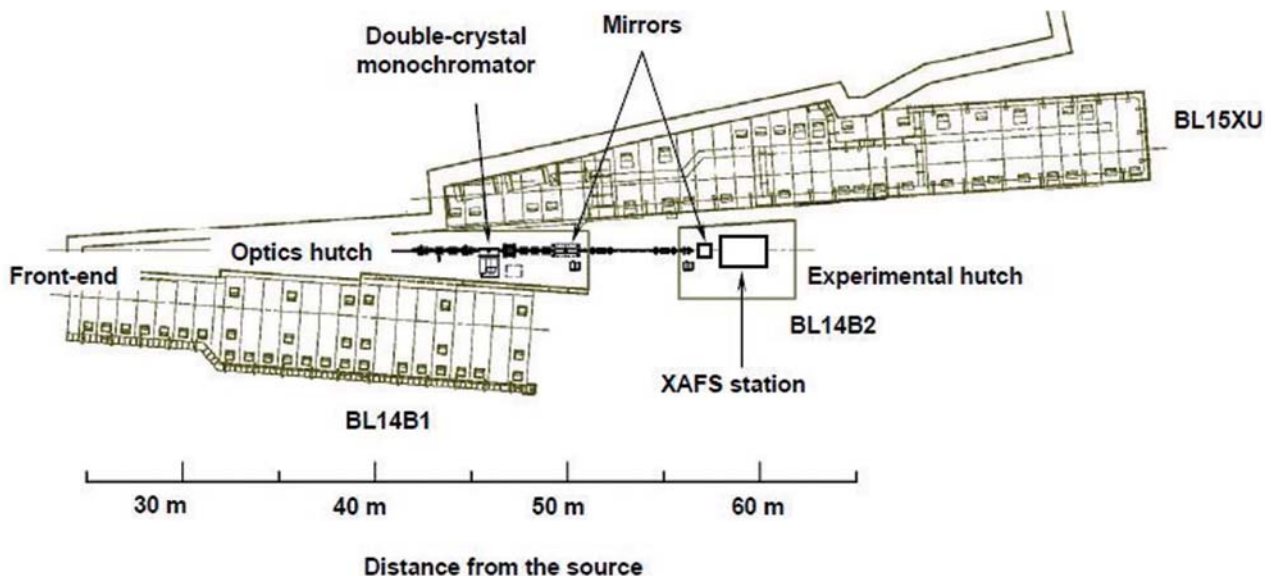 Mirrors
Double-crystal
monochromator
BL15XU
Optics hutch
Front-end
Experimental hutch
BL14B2
XAFS station
BL14B1
30 m 40 m 50 m 60 m
Distance from the source